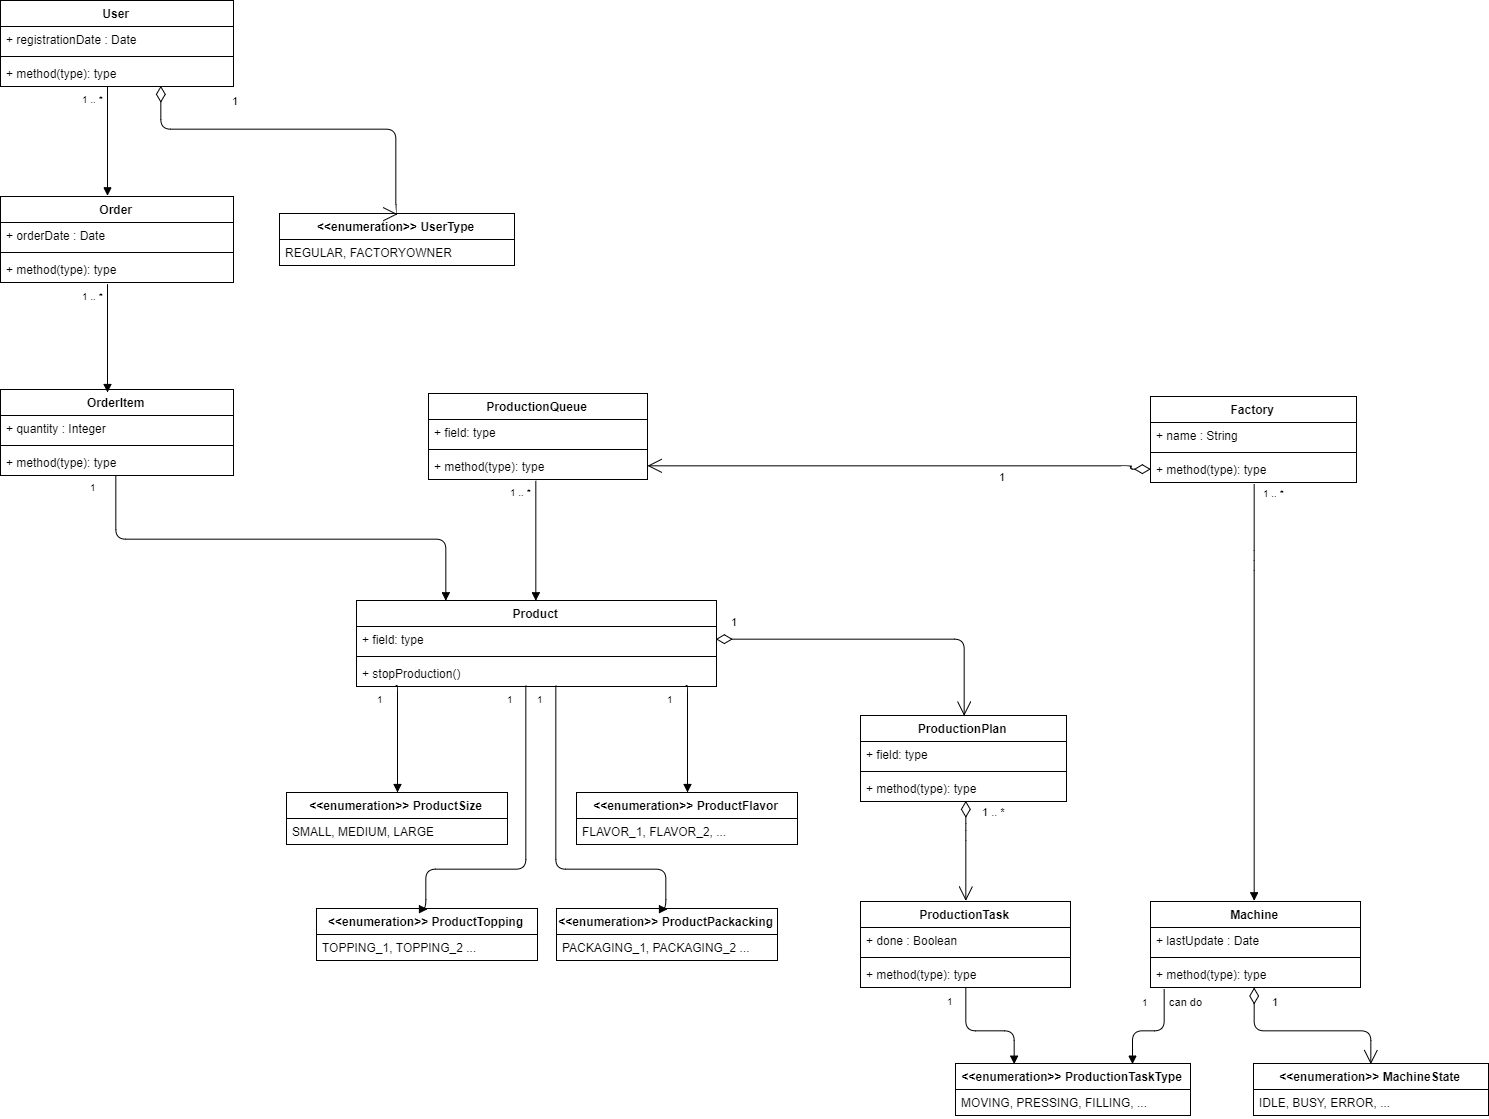 User
+ registrationDate : Date
+ method(type): type
1 .. *
1
<<enumeration>> UserType
REGULAR, FACTORYOWNER
Order
+ orderDate : Date
+ method(type): type
1 .. *
OrderItem
+ quantity : Integer
+ method(type): type
1
ProductionQueue
+ field: type
+ method(type): type
1 .. *
1
Factory
+ name : String
+ method(type): type
1 .. *
Product
+ field: type
+ stopProduction()
1
1
1
1
1
ProductionPlan
+ field: type
+ method(type): type
1 .. *
<<enumeration>> ProductSize
SMALL, MEDIUM, LARGE
<<enumeration>> ProductFlavor
FLAVOR_1, FLAVOR_2, ...
<<enumeration>> ProductTopping
TOPPING_1, TOPPING_2 ...
<<enumeration>> ProductPackacking
PACKAGING_1, PACKAGING_2 ...
ProductionTask
+ done : Boolean
+ method(type): type
1
Machine
+ lastUpdate : Date
+ method(type): type
1
can do
1
<<enumeration>> ProductionTaskType
MOVING, PRESSING, FILLING, ...
<<enumeration>> MachineState
IDLE, BUSY, ERROR, ...